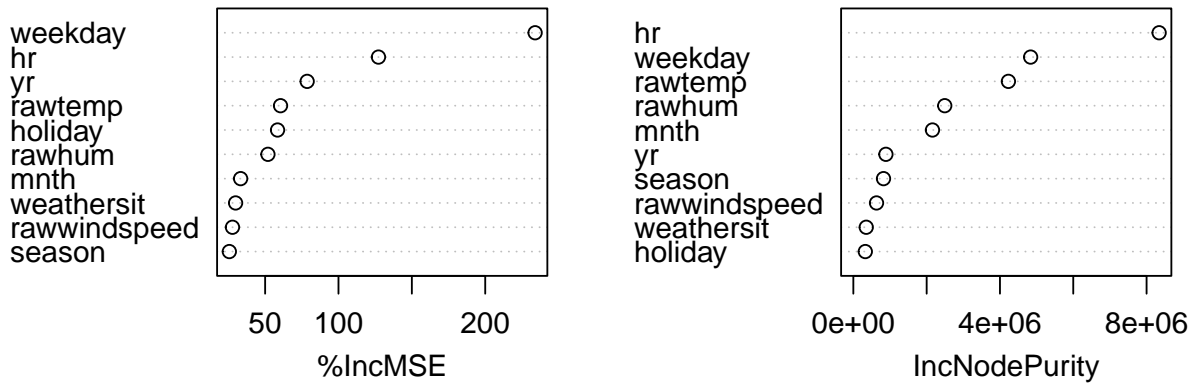 weekday
hr
yr
rawtemp
holiday
rawhum
mnth
weathersit
rawwindspeed
season
50 100 200
%IncMSE
hr
weekday
rawtemp
rawhum
mnth
yr
season
rawwindspeed
weathersit
holiday
0e+00 4e+06 8e+06
IncNodePurity